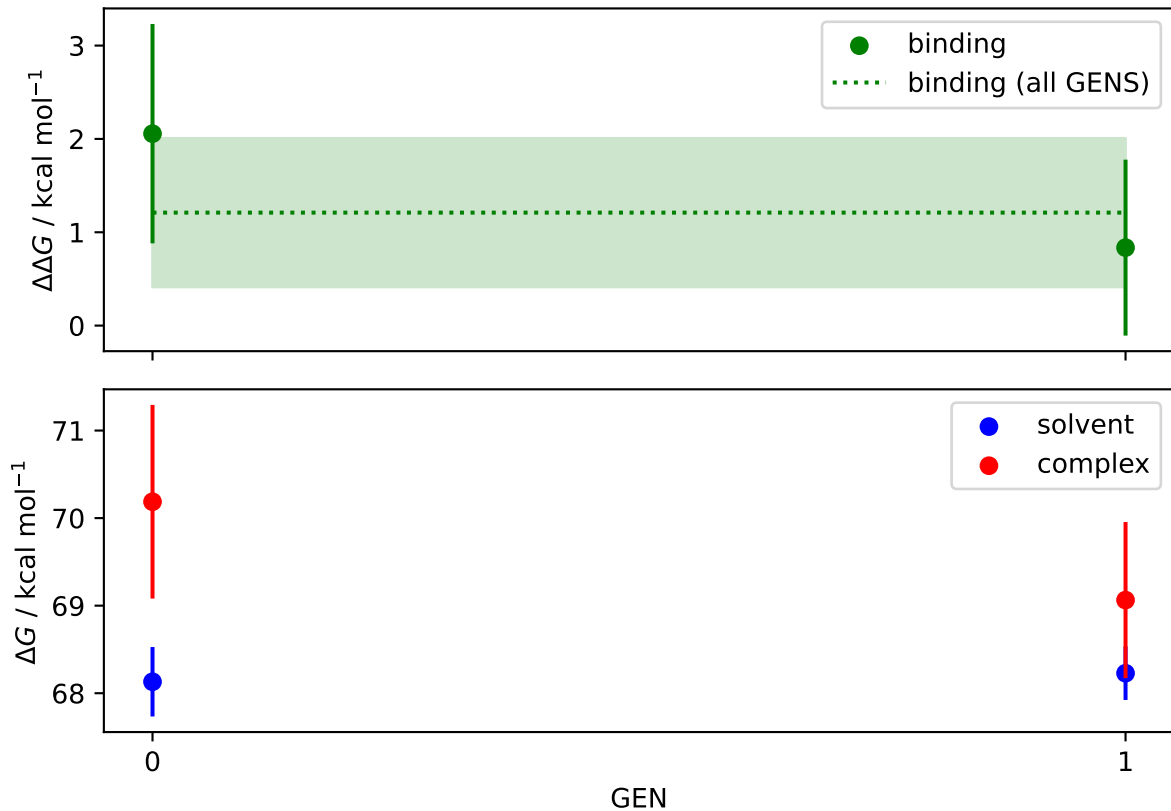 3
2
1
0
ΔΔG / kcal mol⁻¹
binding
binding (all GENS)
71
70
69
68
ΔG / kcal mol⁻¹
solvent
complex
0
1
GEN